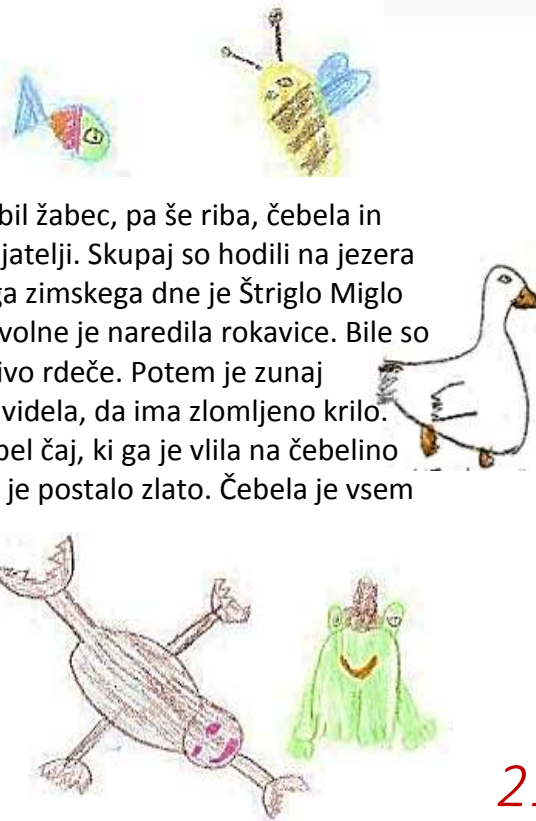 bil žabec, pa še riba, čebela in
jatelji. Skupaj so hodili na jezera
ga zimskega dne je Štriglo Miglo
volne je naredila rokavice. Bile so
ivo rdeče. Potem je zunaj
videla, da ima zlomljeno krilo.
pel čaj, ki ga je vlila na čebelino
je postalo zlato. Čebela je vsem
2